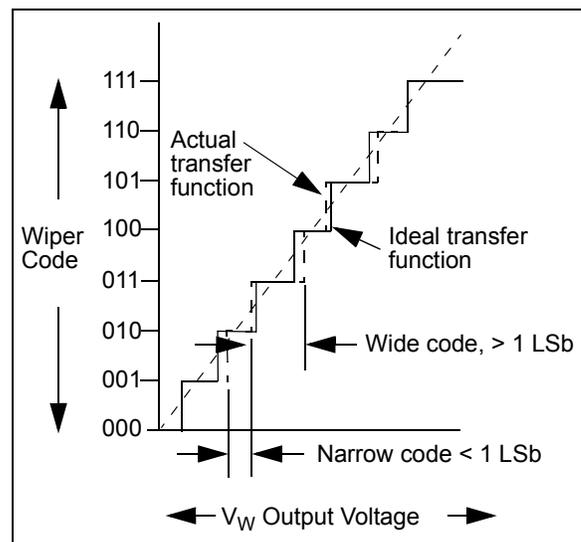 111
110
Actual
transfer
function
101
Wiper
Code
100
Ideal transfer
function
011
010
Wide code, > 1 LSb
001
000
Narrow code < 1 LSb
VW Output Voltage